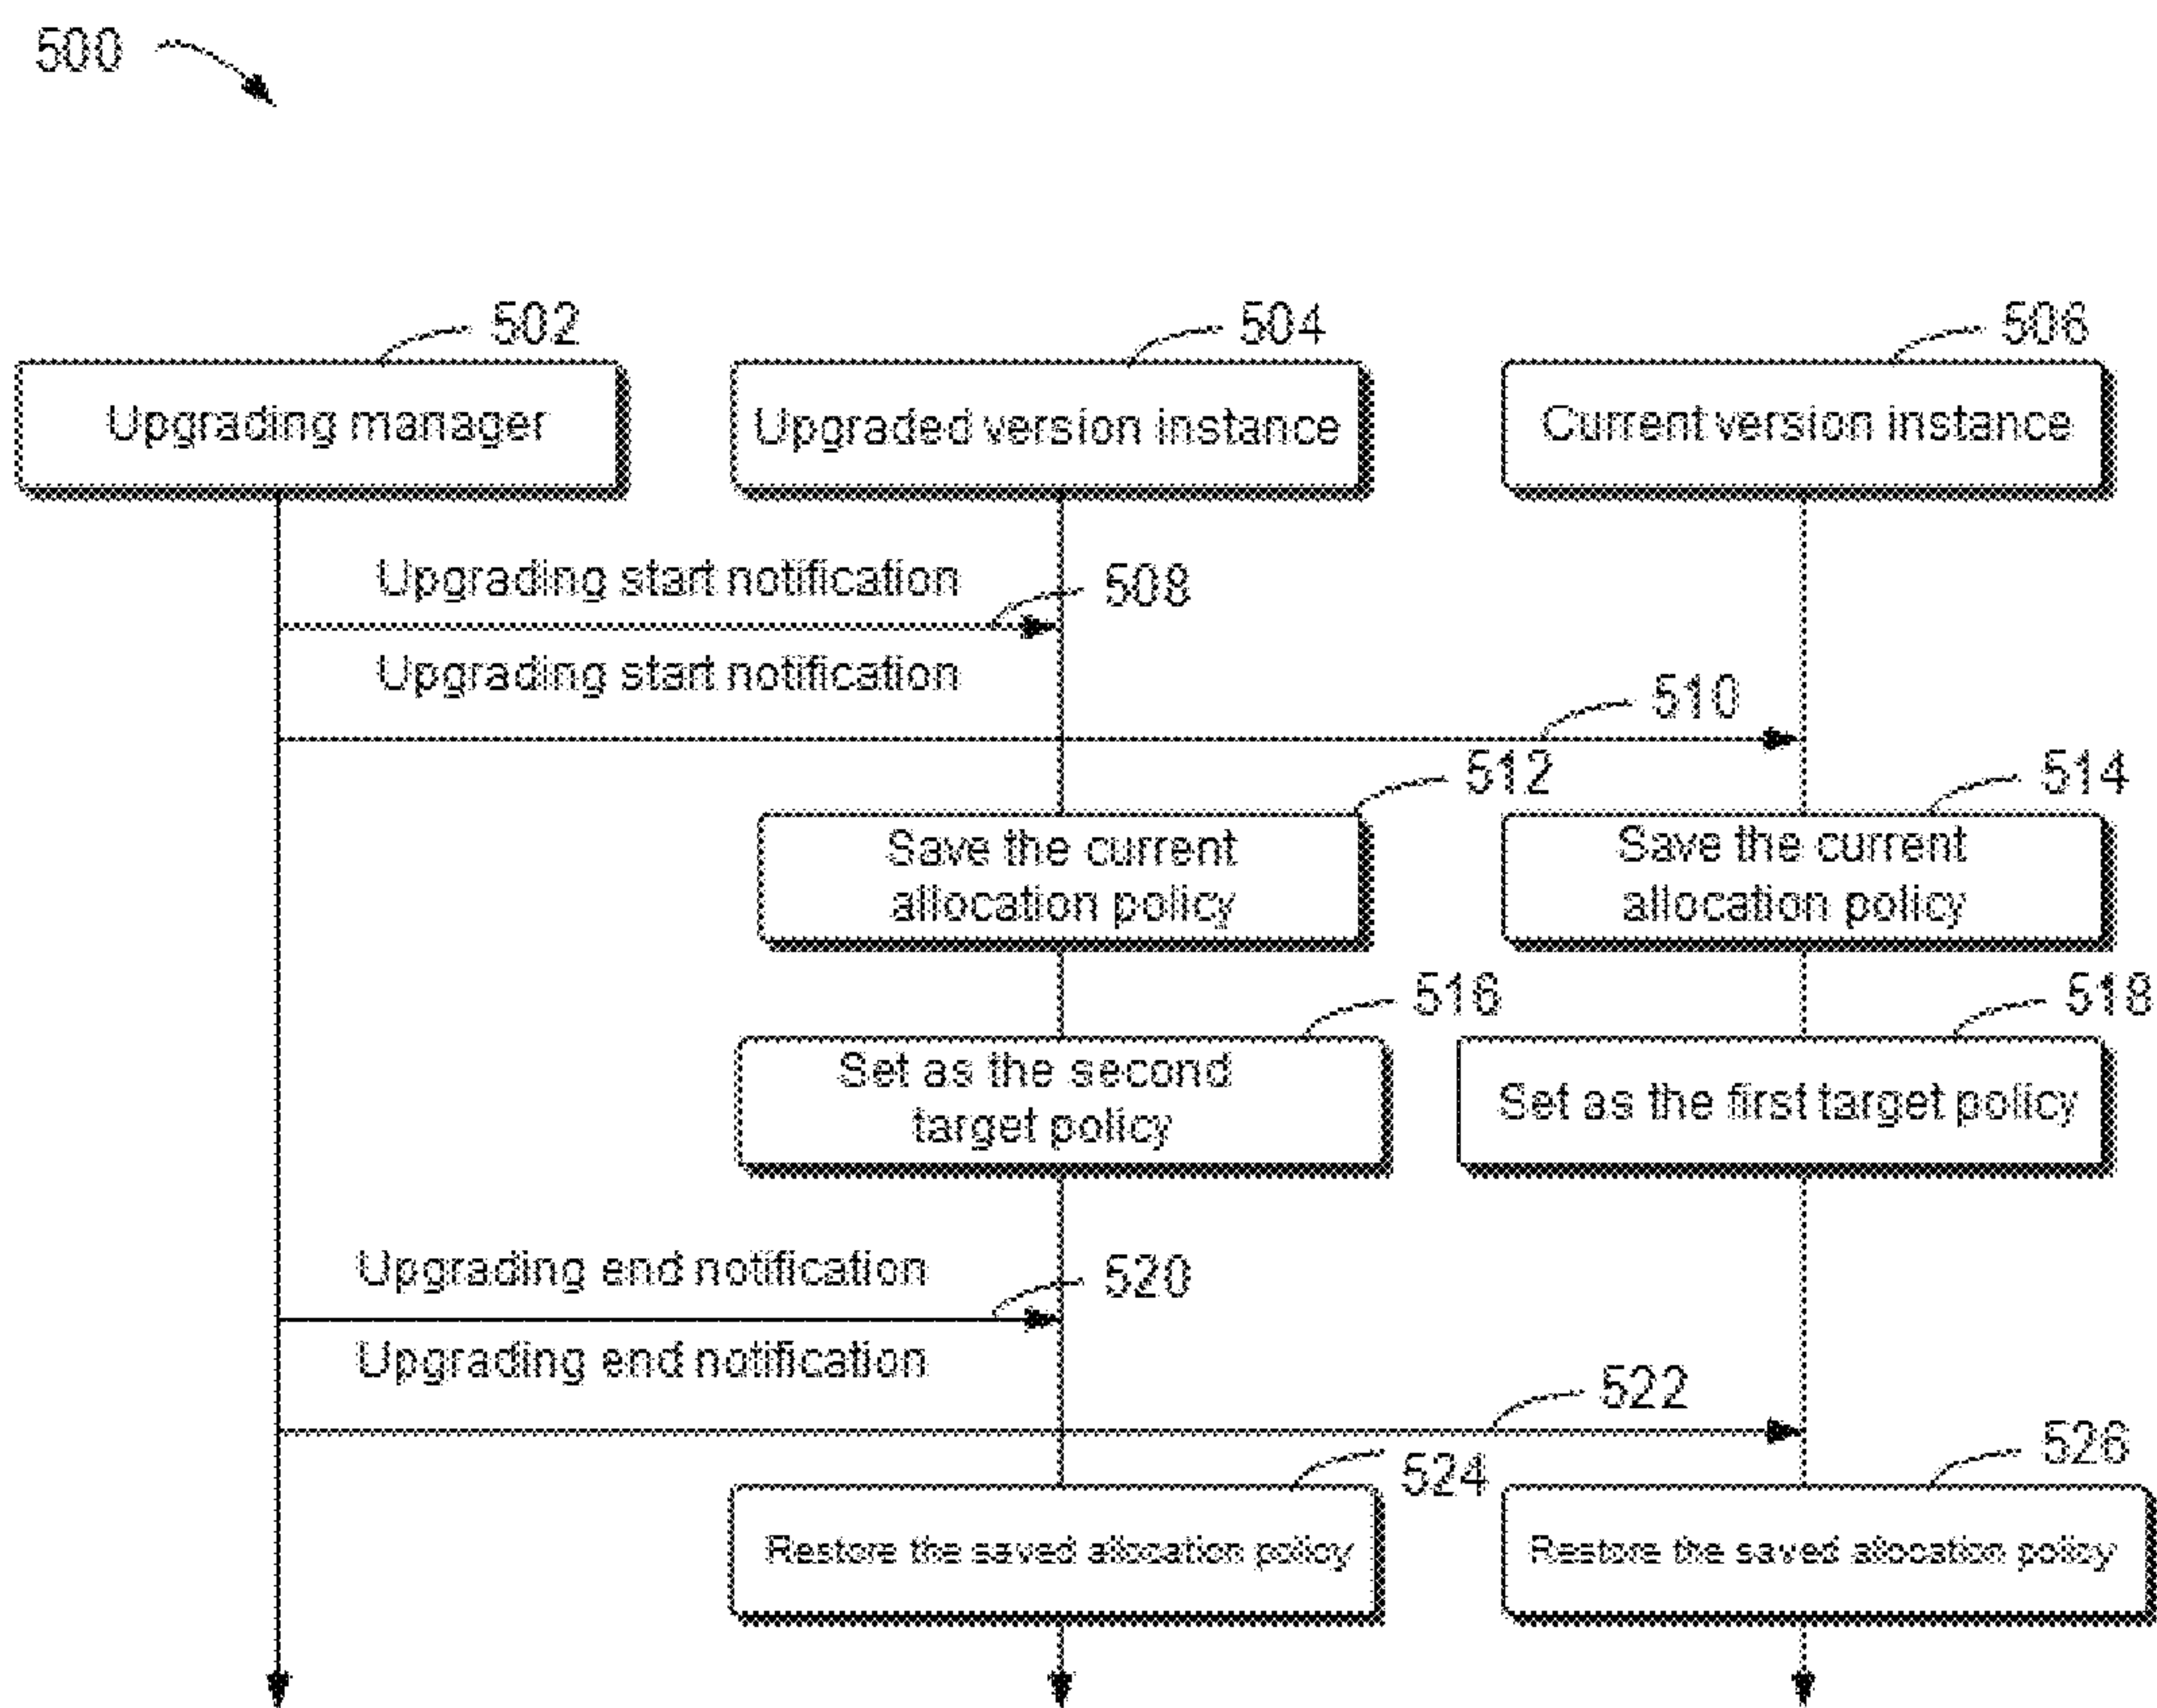 500
502
504
506
Upgrading manager
Upgraded version instance
Current version instance
Upgrading start notification
508
Upgrading start notification
510
512
514
Save the current
allocation policy
Save the current
allocation policy
516
518
Set as the second
target policy
Set as the first target policy
Upgrading end notification
520
Upgrading end notification
522
524
526
Restore the saved allocation policy
Restore the saved allocation policy